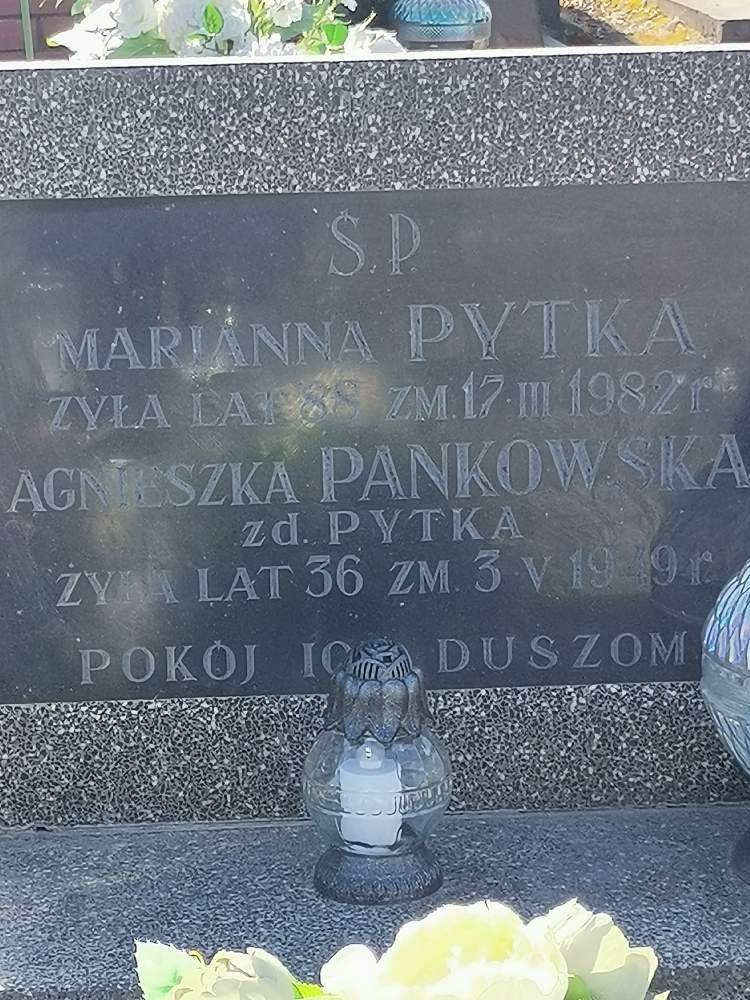 Ś.P.
MARIANNA PYTKA
ŻYŁA LAT 88 ZM. 17 III 1982 r.
AGNIESZKA PANKOWSKA
zd. PYTKA
ŻYŁA LAT 36 ZM. 3 V 1949 r.
POKÓJ ICH DUSZOM